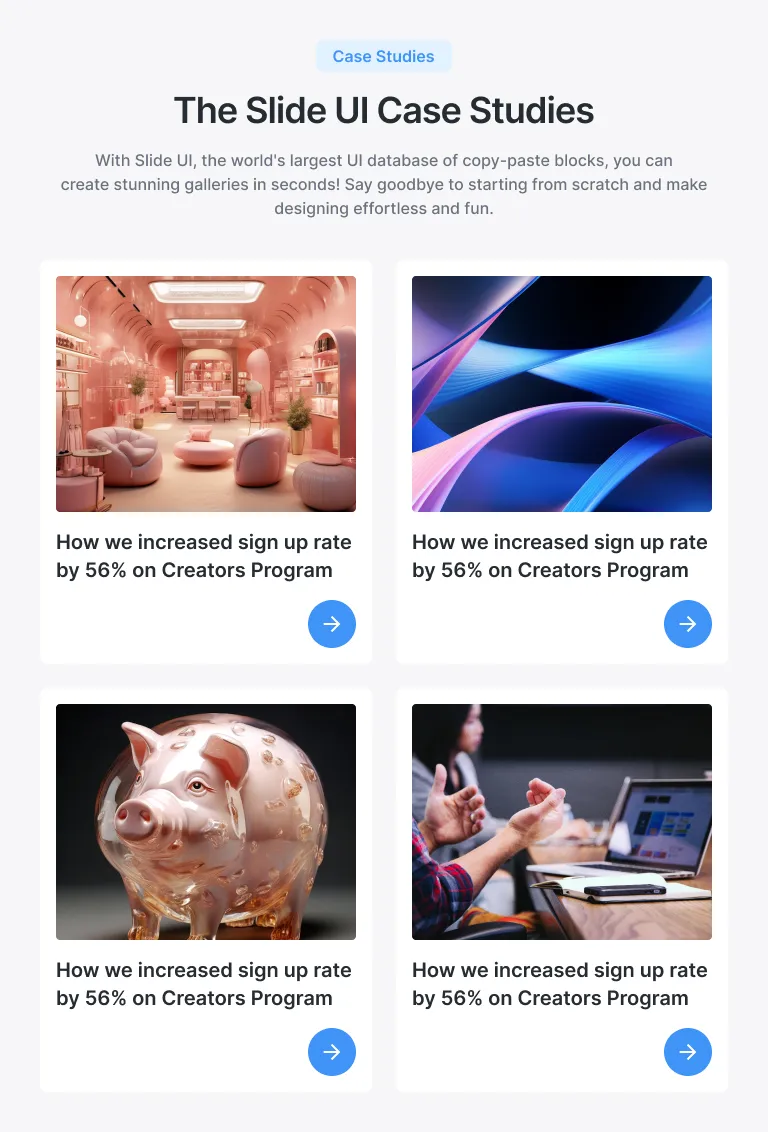 Case Studies
The Slide UI Case Studies
With Slide UI, the world's largest UI database of copy-paste blocks, you can
create stunning galleries in seconds! Say goodbye to starting from scratch and make
designing effortless and fun.
How we increased sign up rate
by 56% on Creators Program
How we increased sign up rate
by 56% on Creators Program
How we increased sign up rate
by 56% on Creators Program
How we increased sign up rate
by 56% on Creators Program